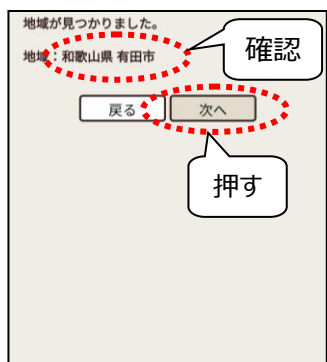 地域が見つかりました。
確認
地域：和歌山県 有田市
戻る
次へ
押す